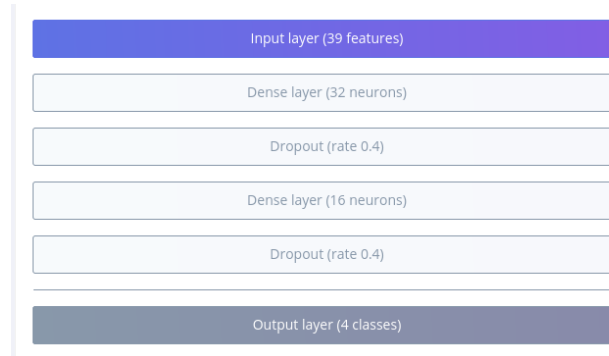 Input layer (39 features)
Dense layer (32 neurons)
Dropout (rate 0.4)
Dense layer (16 neurons)
Dropout (rate 0.4)
Output layer (4 classes)